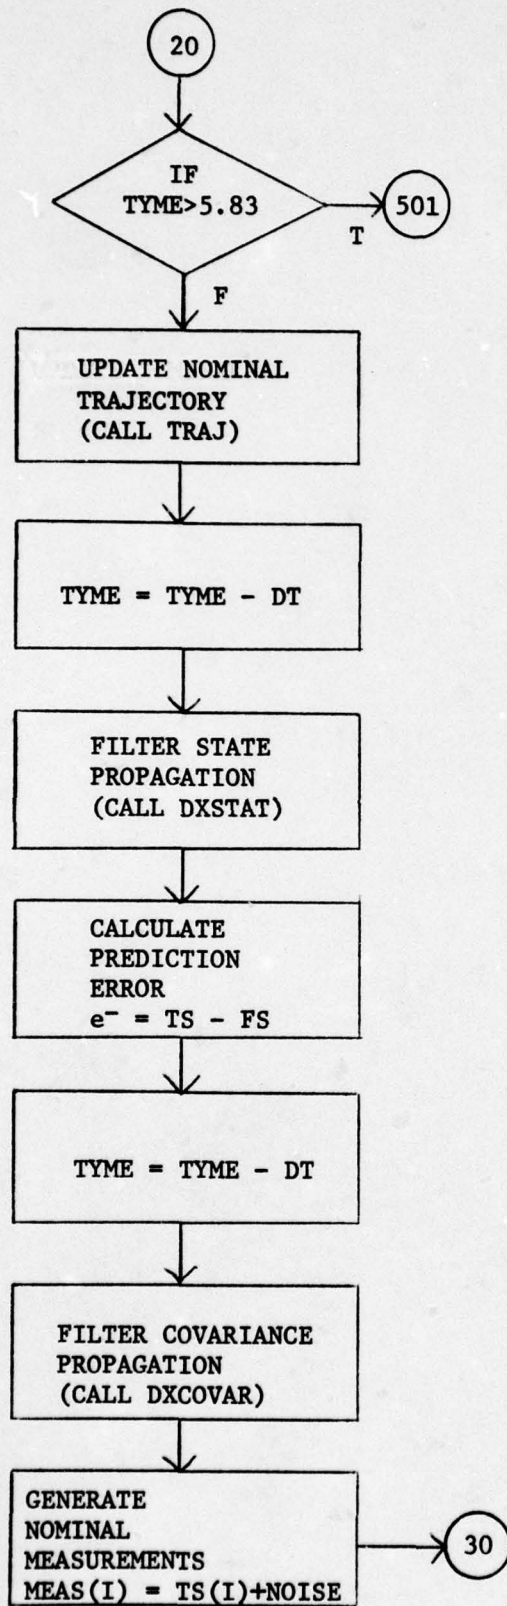 20
IF
TYME>5.83
501
T
F
UPDATE NOMINAL
TRAJECTORY
(CALL TRAJ)
TYME = TYME - DT
FILTER STATE
PROPAGATION
(CALL DXSTAT)
CALCULATE
PREDICTION
ERROR
e⁻ = TS - FS
TYME = TYME - DT
FILTER COVARIANCE
PROPAGATION
(CALL DXCOVAR)
GENERATE
NOMINAL
MEASUREMENTS
MEAS(I) = TS(I)+NOISE
30